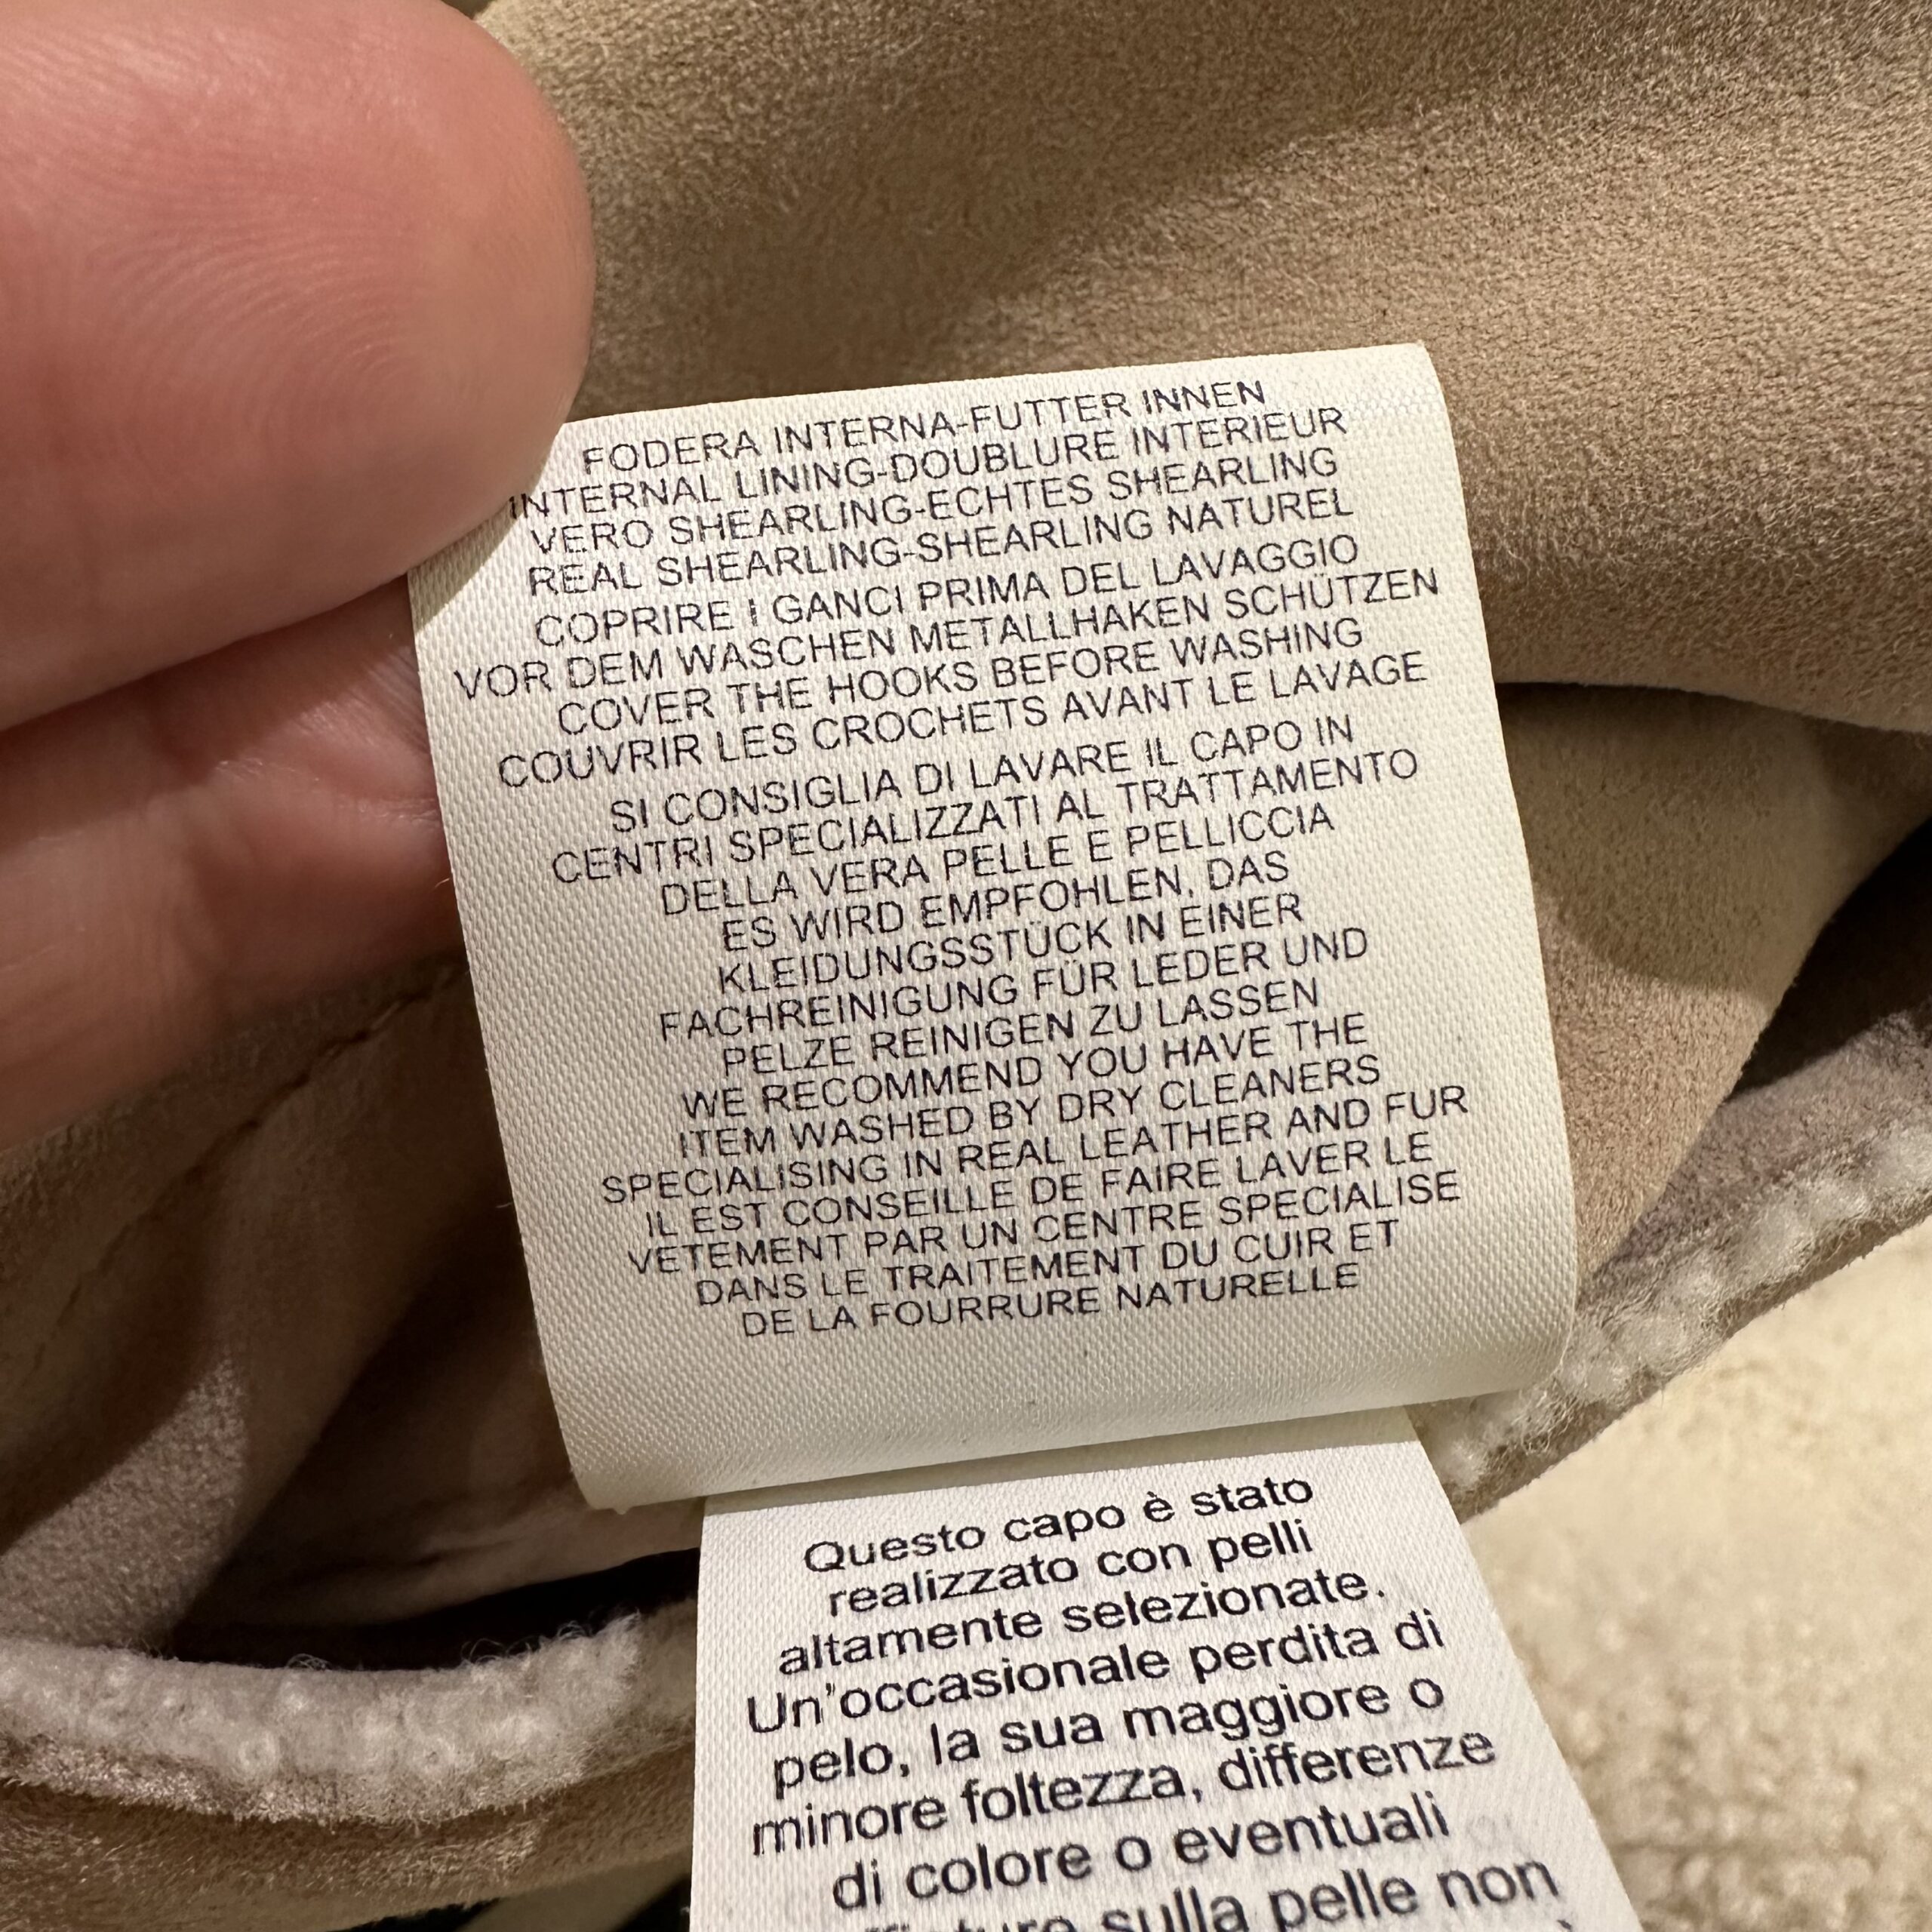 FODERA INTERNA-FUTTER INNEN
INTERNAL LINING-DOUBLURE INTERIEUR
VERO SHEARLING-ECHTES SHEARLING
REAL SHEARLING-SHEARLING NATUREL
COPRIRE I GANCI PRIMA DEL LAVAGGIO
VOR DEM WASCHEN METALLHAKEN SCHÜTZEN
COVER THE HOOKS BEFORE WASHING
COUVRIR LES CROCHETS AVANT LE LAVAGE
SI CONSIGLIA DI LAVARE IL CAPO IN
CENTRI SPECIALIZZATI AL TRATTAMENTO
DELLA VERA PELLE E PELLICCIA
ES WIRD EMPFOHLEN, DAS
KLEIDUNGSSTÜCK IN EINER
FACHREINIGUNG FÜR LEDER UND
PELZE REINIGEN ZU LASSEN
WE RECOMMEND YOU HAVE THE
ITEM WASHED BY DRY CLEANERS
SPECIALISING IN REAL LEATHER AND FUR
IL EST CONSEILLE DE FAIRE LAVER LE
VETEMENT PAR UN CENTRE SPECIALISE
DANS LE TRAITEMENT DU CUIR ET
DE LA FOURRURE NATURELLE
Questo capo è stato
realizzato con pelli
altamente selezionate.
Un'occasionale perdita di
pelo, la sua maggiore o
minore foltezza, differenze
di colore o eventuali
sulla pelle non